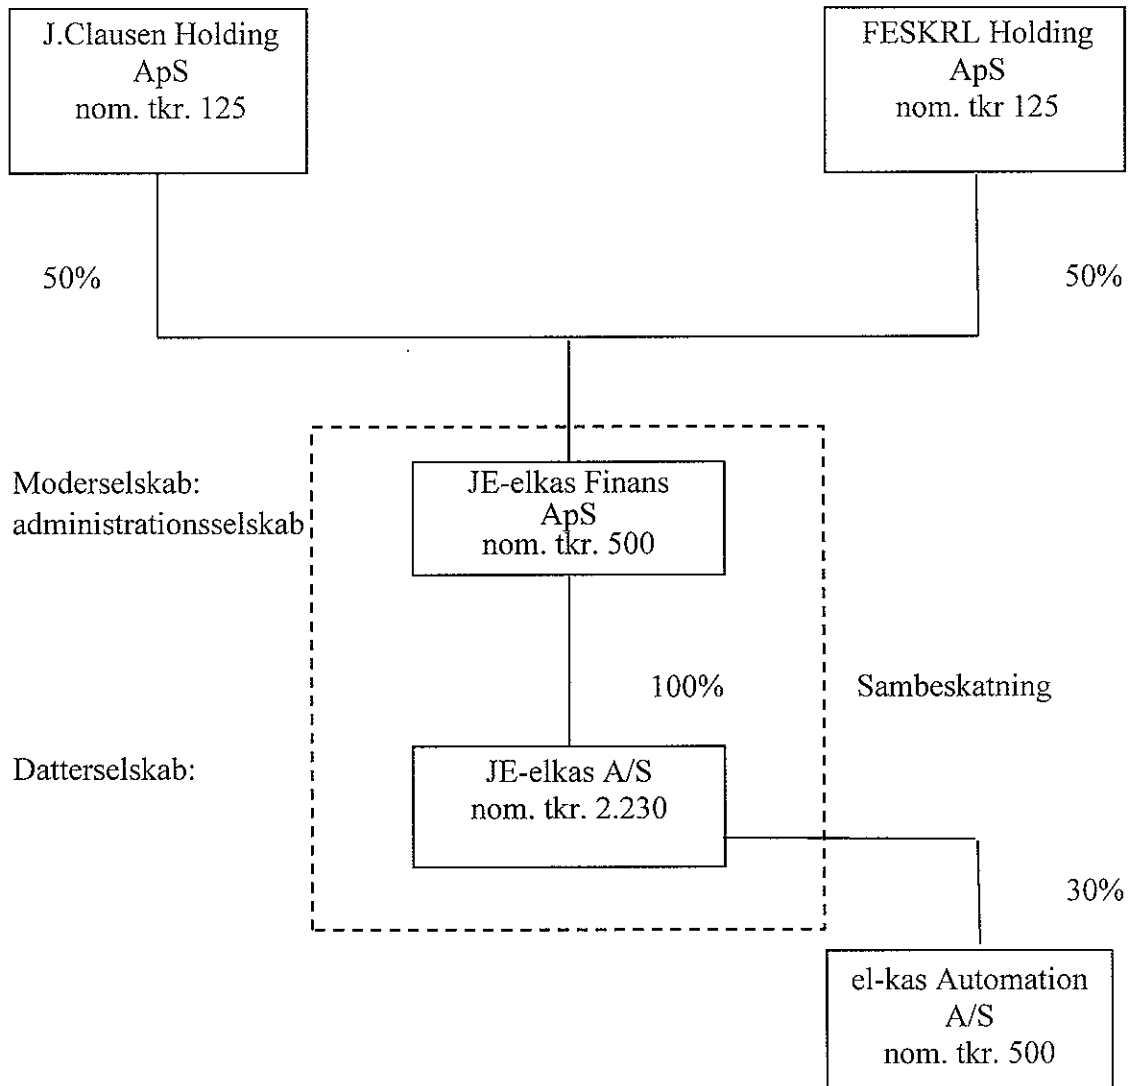 J.Clausen Holding
ApS
nom. tkr. 125
FESKRL Holding
ApS
nom. tkr 125
50%
50%
Moderselskab:
administrationsselskab
JE-elkas Finans
ApS
nom. tkr. 500
100%
Sambeskatning
Datterselskab:
JE-elkas A/S
nom. tkr. 2.230
30%
el-kas Automation
A/S
nom. tkr. 500